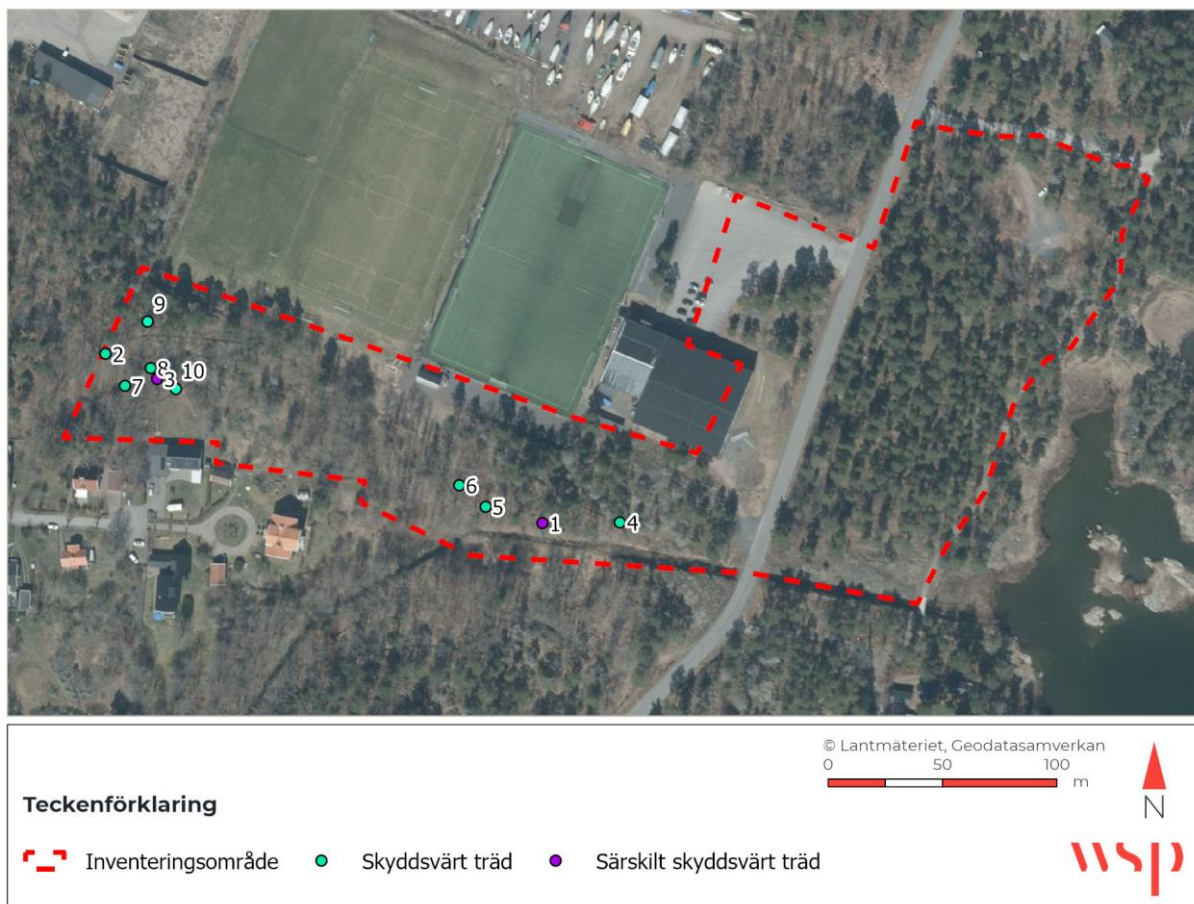 9
2
8
10
7
3
6
5
1
4
© Lantmäteriet, Geodatasamverkan
0 50 100
m
N
Teckenförklaring
Inventeringsområde Skyddsvärt träd Särskilt skyddsvärt träd
wsp